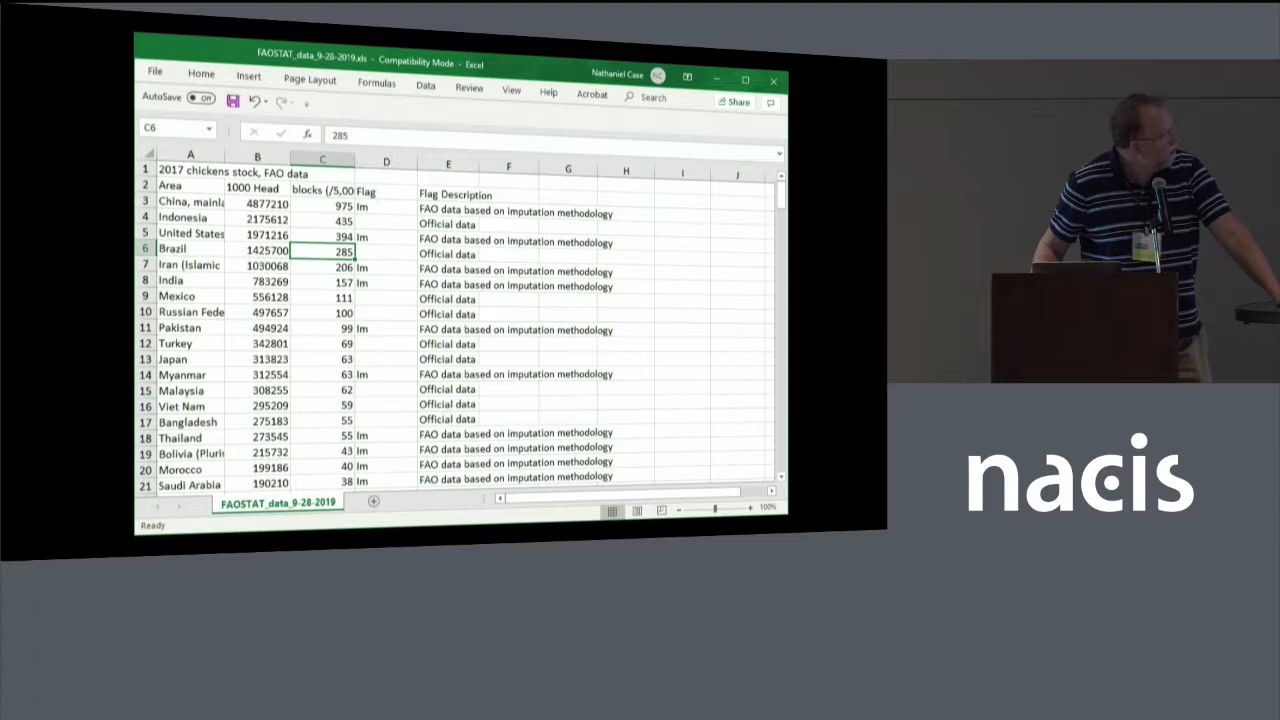 FAOSTAT_data_9-28-2019.xls - Compatibility Mode - Excel
Nathaniel Case
NC
File Home Insert Page Layout Formulas Data Review View Help Acrobat Search
AutoSave Off
Share
C6 fx 285
A B C D E F G H I J
1 2017 chickens stock, FAO data
2 Area 1000 Head blocks (/5,00 Flag Flag Description
3 China, mainla 4877210 975 Im FAO data based on imputation methodology
4 Indonesia 2175612 435 Official data
5 United States 1971216 394 Im FAO data based on imputation methodology
6 Brazil 1425700 285 Official data
7 Iran (Islamic 1030068 206 Im FAO data based on imputation methodology
8 India 783269 157 Im FAO data based on imputation methodology
9 Mexico 556128 111 Official data
10 Russian Fede 497657 100 Official data
11 Pakistan 494924 99 Im FAO data based on imputation methodology
12 Turkey 342801 69 Official data
13 Japan 313823 63 Official data
14 Myanmar 312554 63 Im FAO data based on imputation methodology
15 Malaysia 308255 62 Official data
16 Viet Nam 295209 59 Official data
17 Bangladesh 275183 55 Official data
18 Thailand 273545 55 Im FAO data based on imputation methodology
19 Bolivia (Pluri 215732 43 Im FAO data based on imputation methodology
20 Morocco 199186 40 Im FAO data based on imputation methodology
21 Saudi Arabia 190210 38 Im FAO data based on imputation methodology
FAOSTAT_data_9-28-2019
Ready
100%
nacis